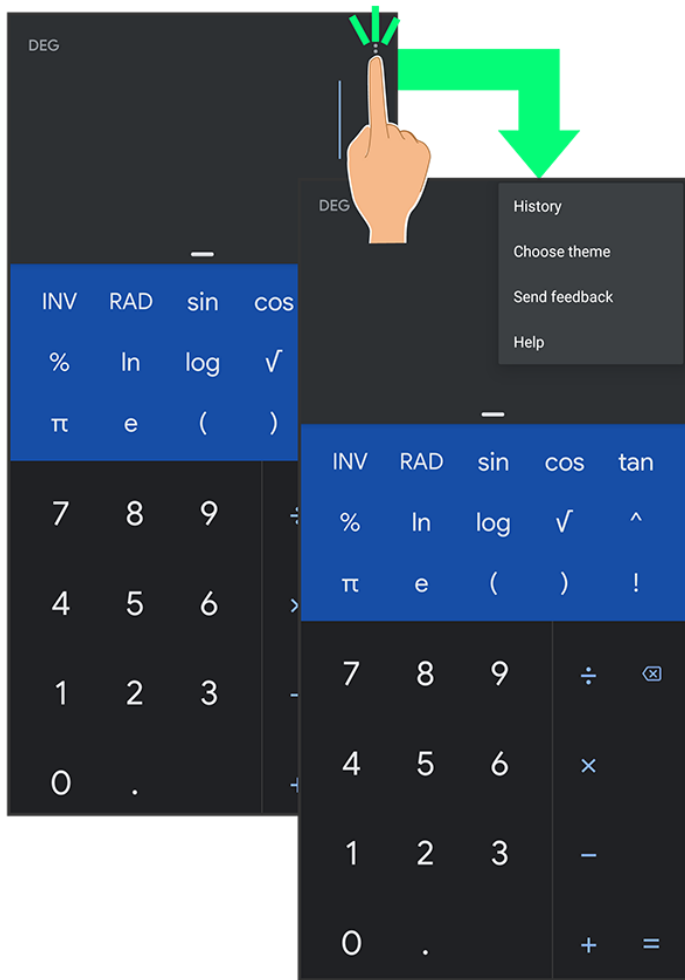 DEG
INV RAD sin cos
% ln log √
π e ( )
7 8 9 ÷
4 5 6 ×
1 2 3 −
0 . +
DEG
History
Choose theme
Send feedback
Help
INV RAD sin cos tan
% ln log √ ^
π e ( ) !
7 8 9 ÷
4 5 6 ×
1 2 3 −
0 . + =